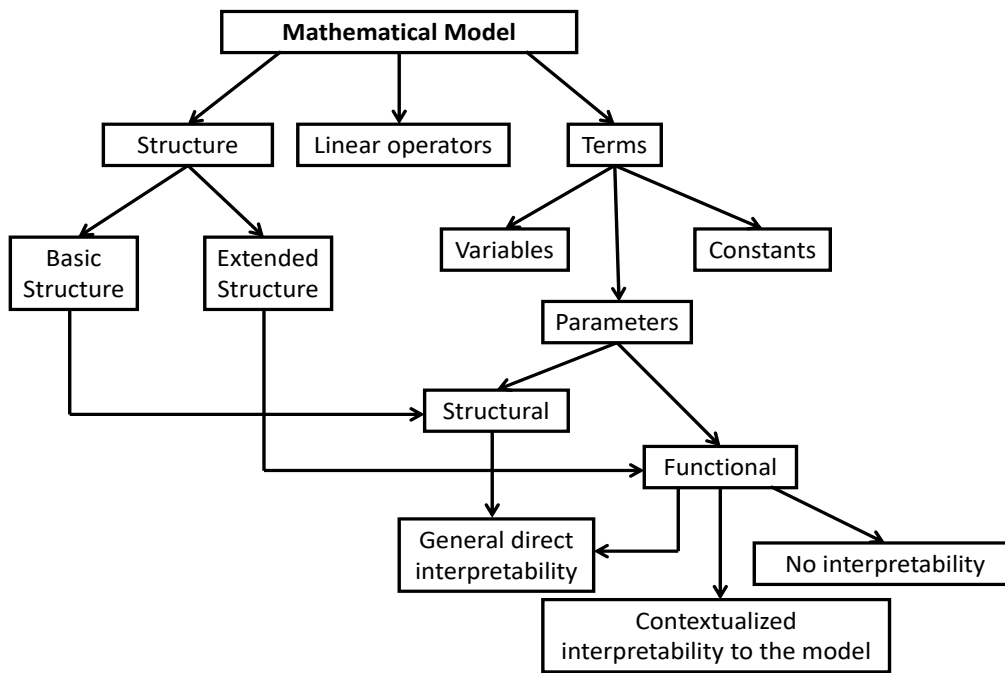 Mathematical Model
Structure
Linear operators
Terms
Basic
Structure
Extended
Structure
Variables
Constants
Parameters
Structural
Functional
General direct
interpretability
No interpretability
Contextualized
interpretability to the model